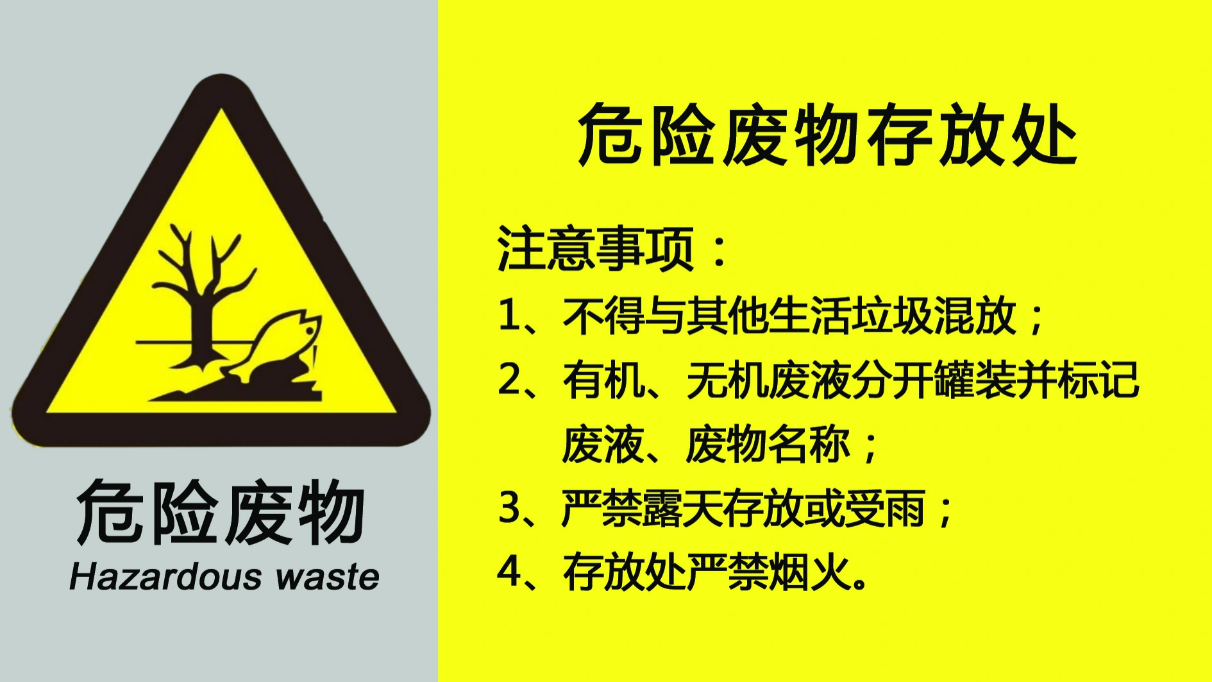 危险废物
Hazardous waste
危险废物存放处
注意事项：
1、不得与其他生活垃圾混放；
2、有机、无机废液分开罐装并标记
废液、废物名称；
3、严禁露天存放或受雨；
4、存放处严禁烟火。